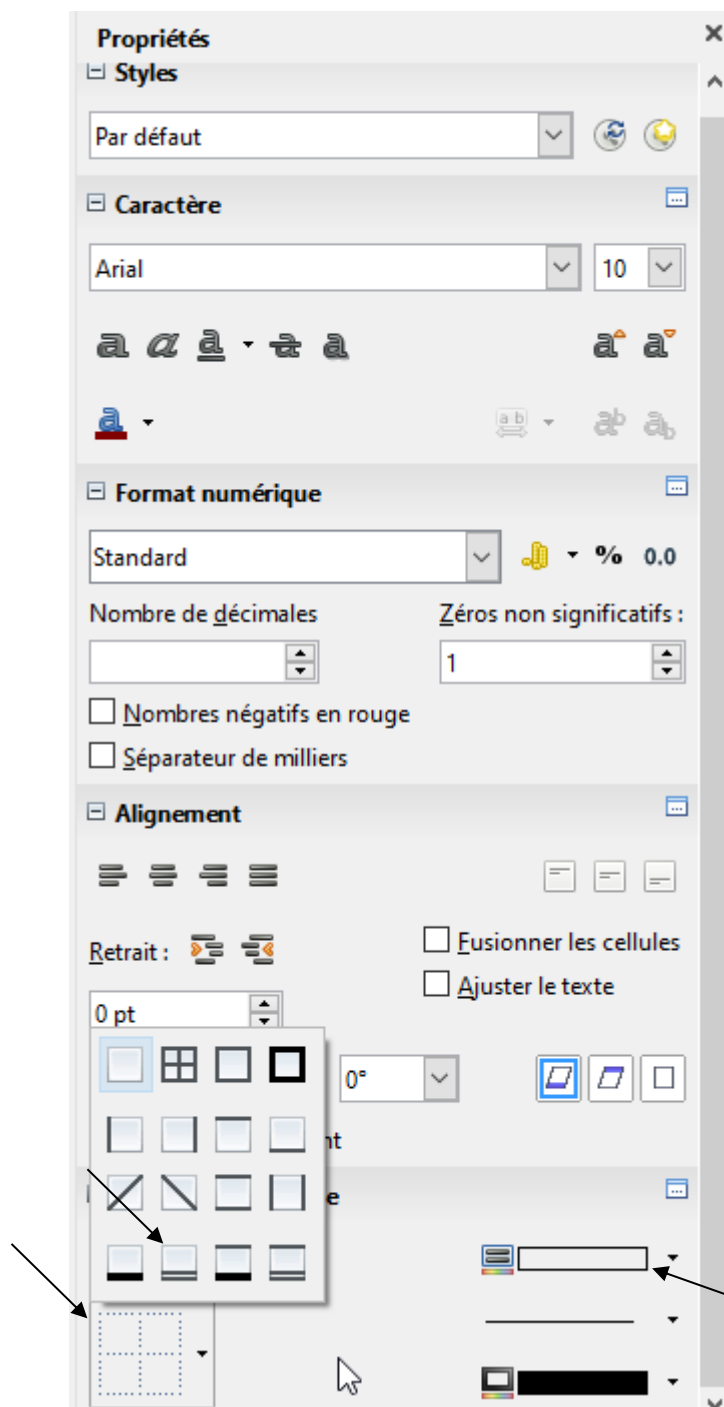 Propriétés
Styles
Par défaut
Caractère
Arial 10
Format numérique
Standard % 0.0
Nombre de décimales Zéros non significatifs :
1
Nombres négatifs en rouge
Séparateur de milliers
Alignement
Retrait : Fusionner les cellules
Ajuster le texte
0 pt
0°
nt
e